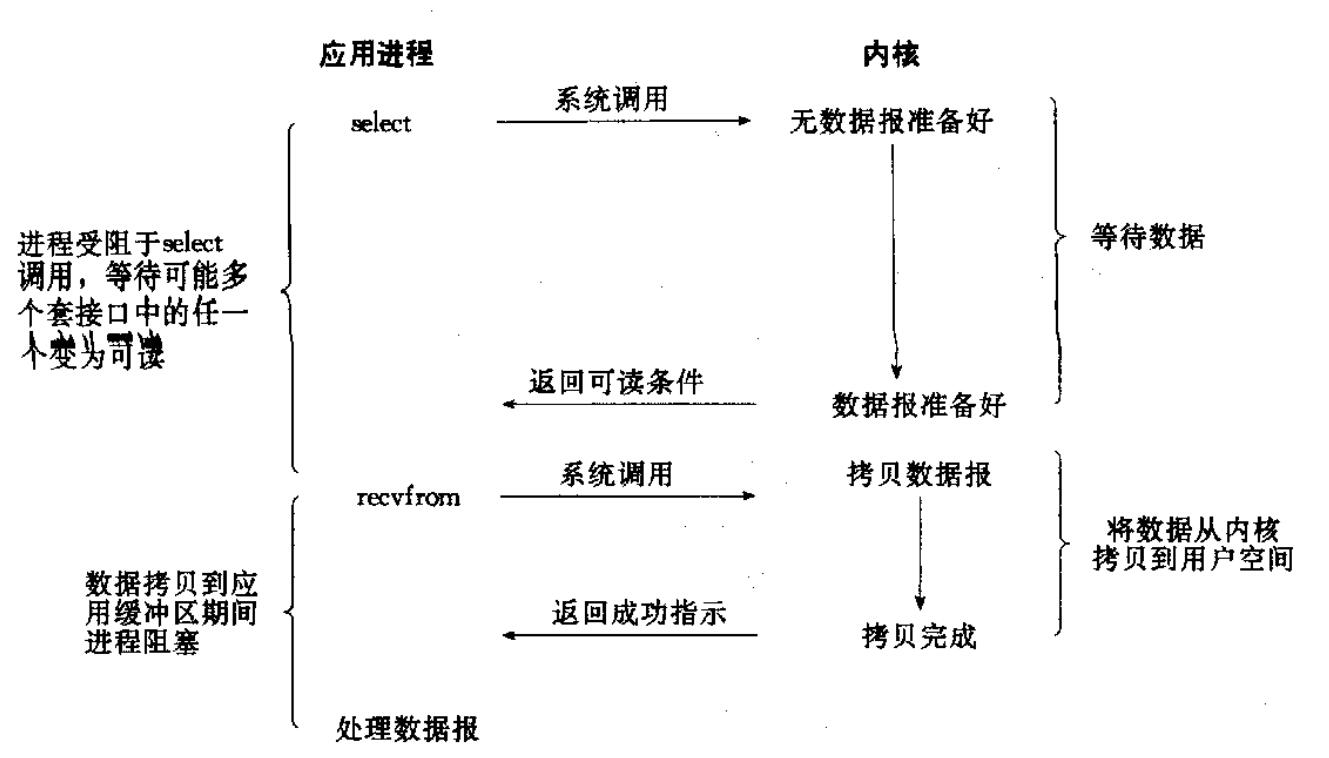 应用进程
内核
系统调用
select
无数据报准备好
进程受阻于select
调用，等待可能多
个套接口中的任一
个变为可读
等待数据
返回可读条件
数据报准备好
系统调用
拷贝数据报
recvfrom
将数据从内核
拷贝到用户空间
数据拷贝到应
用缓冲区期间
进程阻塞
返回成功指示
拷贝完成
处理数据报